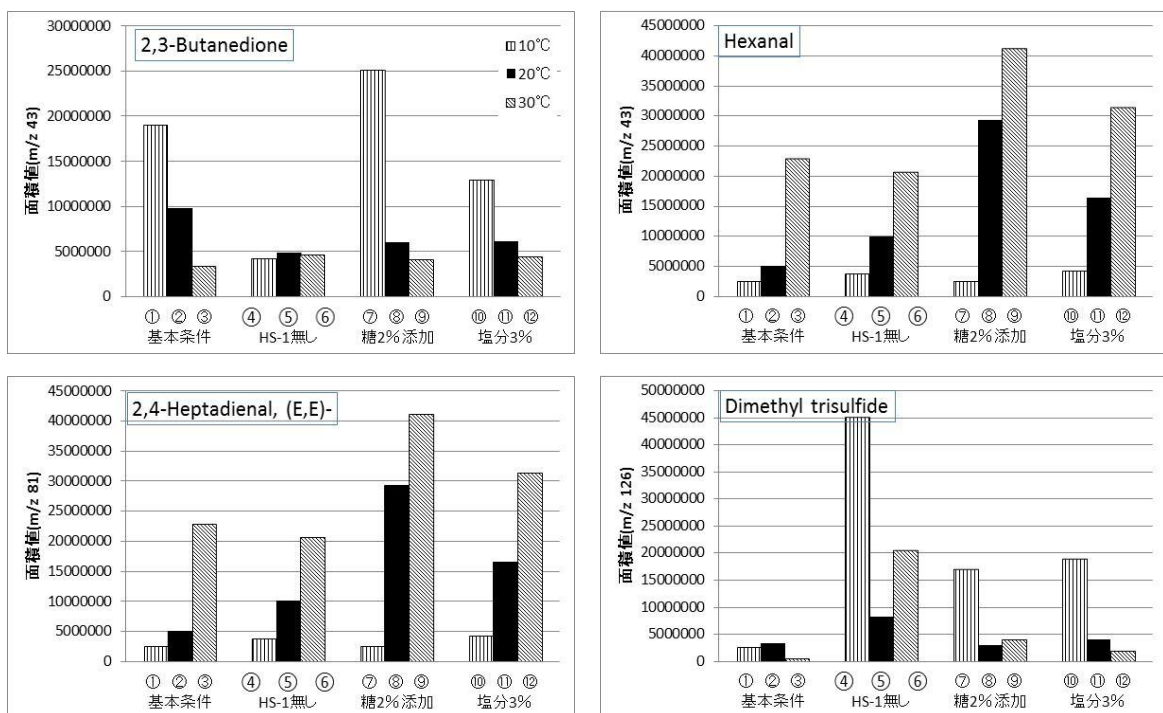 2,3-Butanedione
10℃
20℃
30℃
面積値(m/z 43)
30000000
25000000
20000000
15000000
10000000
5000000
0
① ② ③ ④ ⑤ ⑥ ⑦ ⑧ ⑨ ⑩ ⑪ ⑫
基本条件 HS-1無し 糖2%添加 塩分3%
Hexanal
面積値(m/z 43)
45000000
40000000
35000000
30000000
25000000
20000000
15000000
10000000
5000000
0
① ② ③ ④ ⑤ ⑥ ⑦ ⑧ ⑨ ⑩ ⑪ ⑫
基本条件 HS-1無し 糖2%添加 塩分3%
2,4-Heptadienal, (E,E)-
面積値(m/z 81)
45000000
40000000
35000000
30000000
25000000
20000000
15000000
10000000
5000000
0
① ② ③ ④ ⑤ ⑥ ⑦ ⑧ ⑨ ⑩ ⑪ ⑫
基本条件 HS-1無し 糖2%添加 塩分3%
Dimethyl trisulfide
面積値(m/z 126)
50000000
45000000
40000000
35000000
30000000
25000000
20000000
15000000
10000000
5000000
0
① ② ③ ④ ⑤ ⑥ ⑦ ⑧ ⑨ ⑩ ⑪ ⑫
基本条件 HS-1無し 糖2%添加 塩分3%